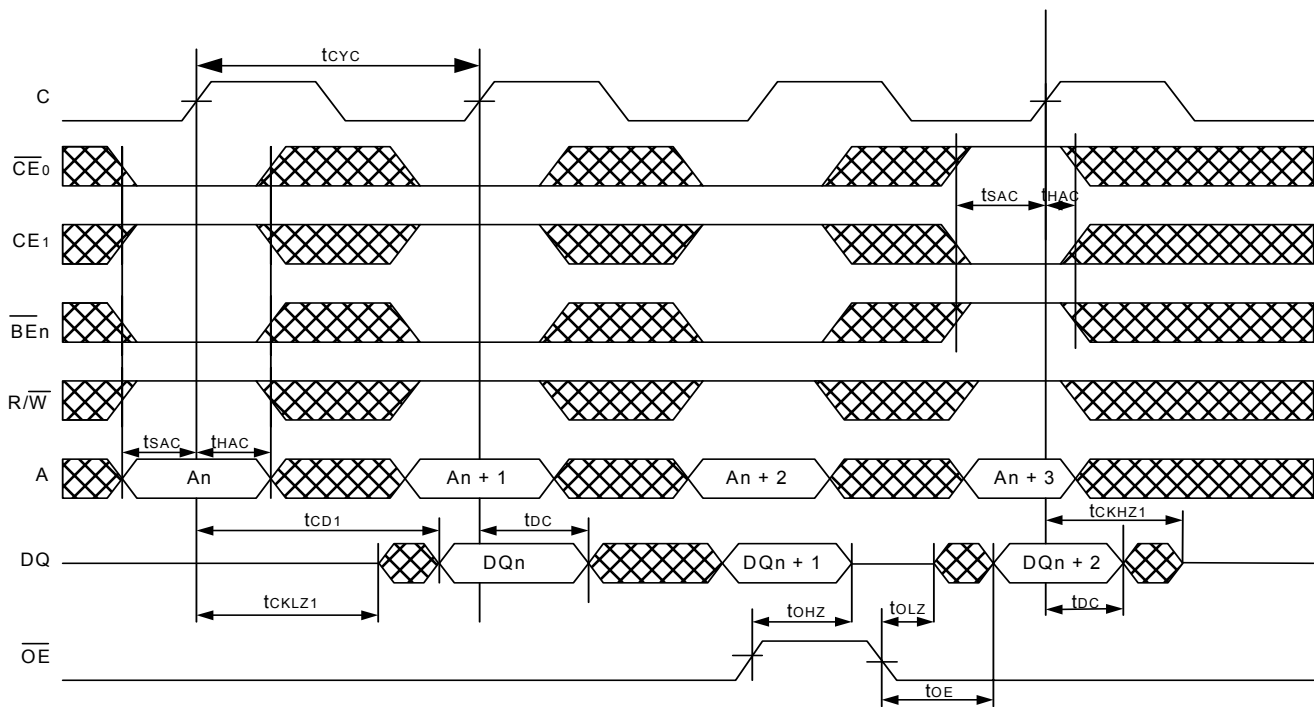 tCYC
C
CE0
tSAC tHAC
CE1
BEn
R/W
tSAC tHAC
A An An + 1 An + 2 An + 3
tCD1 tDC tCKHZ1
DQ DQn DQn + 1 DQn + 2
tCKLZ1 tOHZ tOLZ tDC
OE
tOE